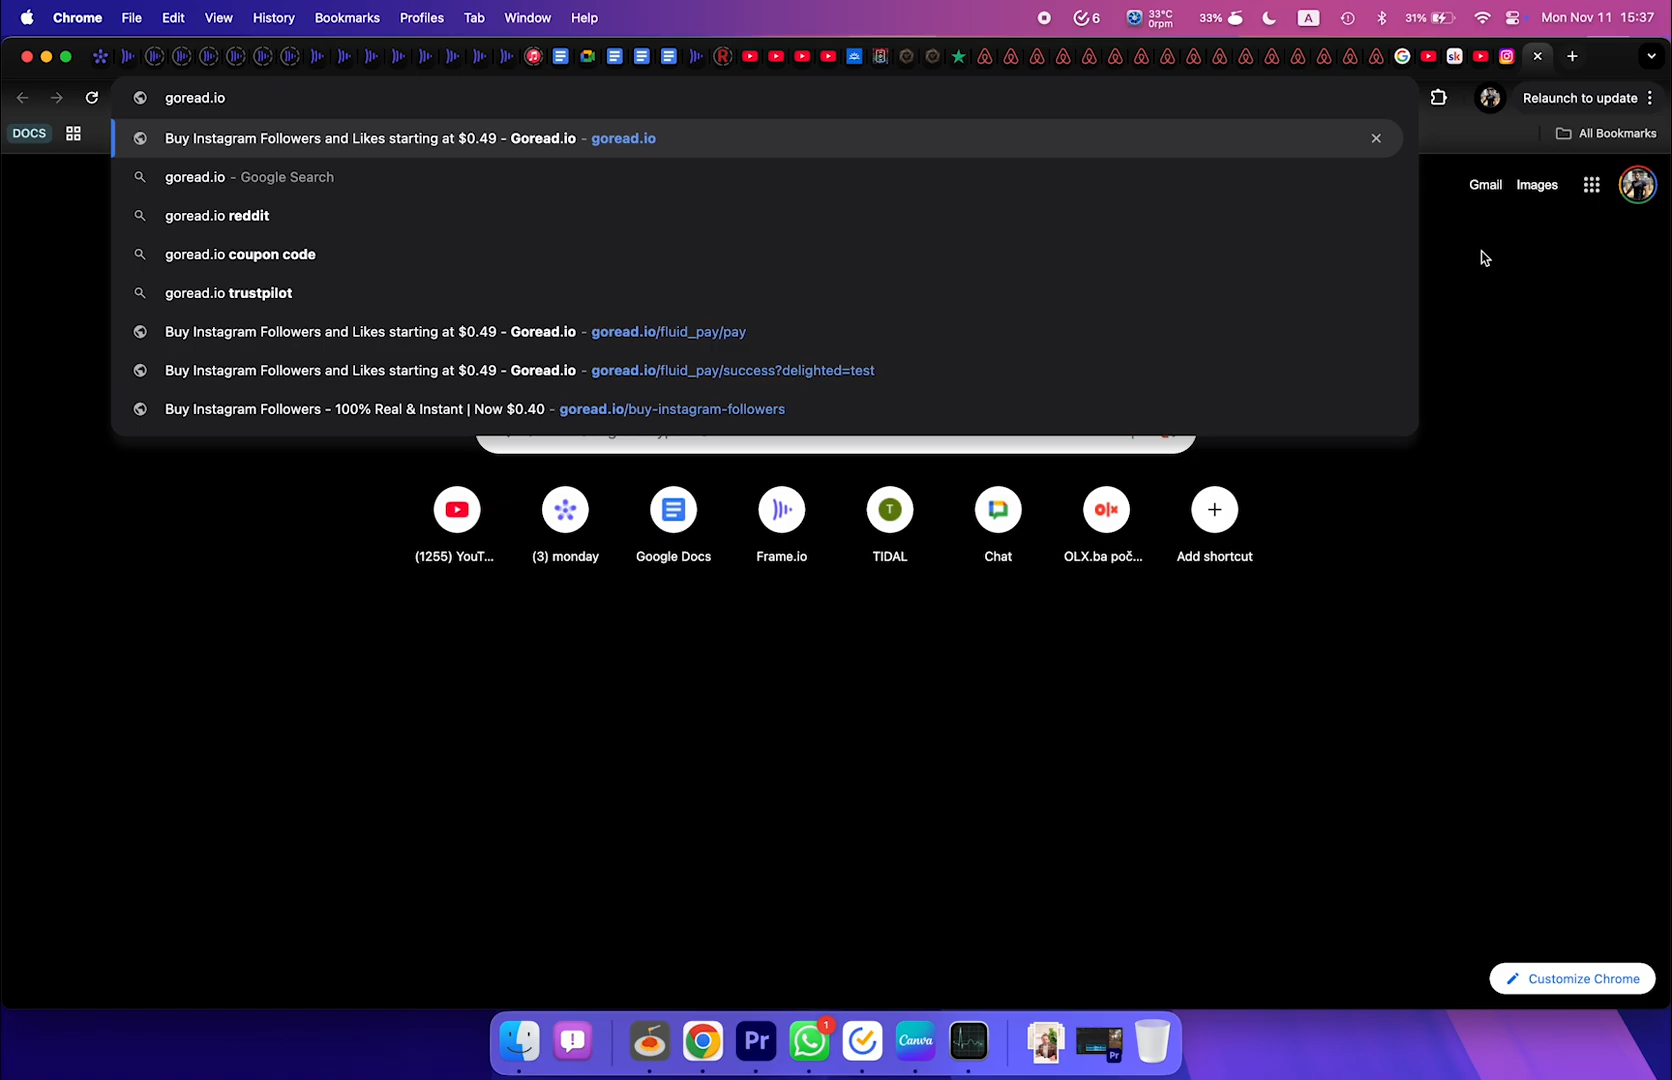 Chrome File Edit View History Bookmarks Profiles Tab Window Help 6 33°C 0rpm 33% A 31% Mon Nov 11 15:37
goread.io Relaunch to update
DOCS All Bookmarks
Buy Instagram Followers and Likes starting at $0.49 - Goread.io - goread.io
goread.io - Google Search
Gmail Images
goread.io reddit
goread.io coupon code
goread.io trustpilot
Buy Instagram Followers and Likes starting at $0.49 - Goread.io - goread.io/fluid_pay/pay
Buy Instagram Followers and Likes starting at $0.49 - Goread.io - goread.io/fluid_pay/success?delighted=test
Buy Instagram Followers - 100% Real & Instant | Now $0.40 - goread.io/buy-instagram-followers
T olx
(1255) YouT... (3) monday Google Docs Frame.io TIDAL Chat OLX.ba poč... Add shortcut
Customize Chrome
Pr 1 Canva Pr